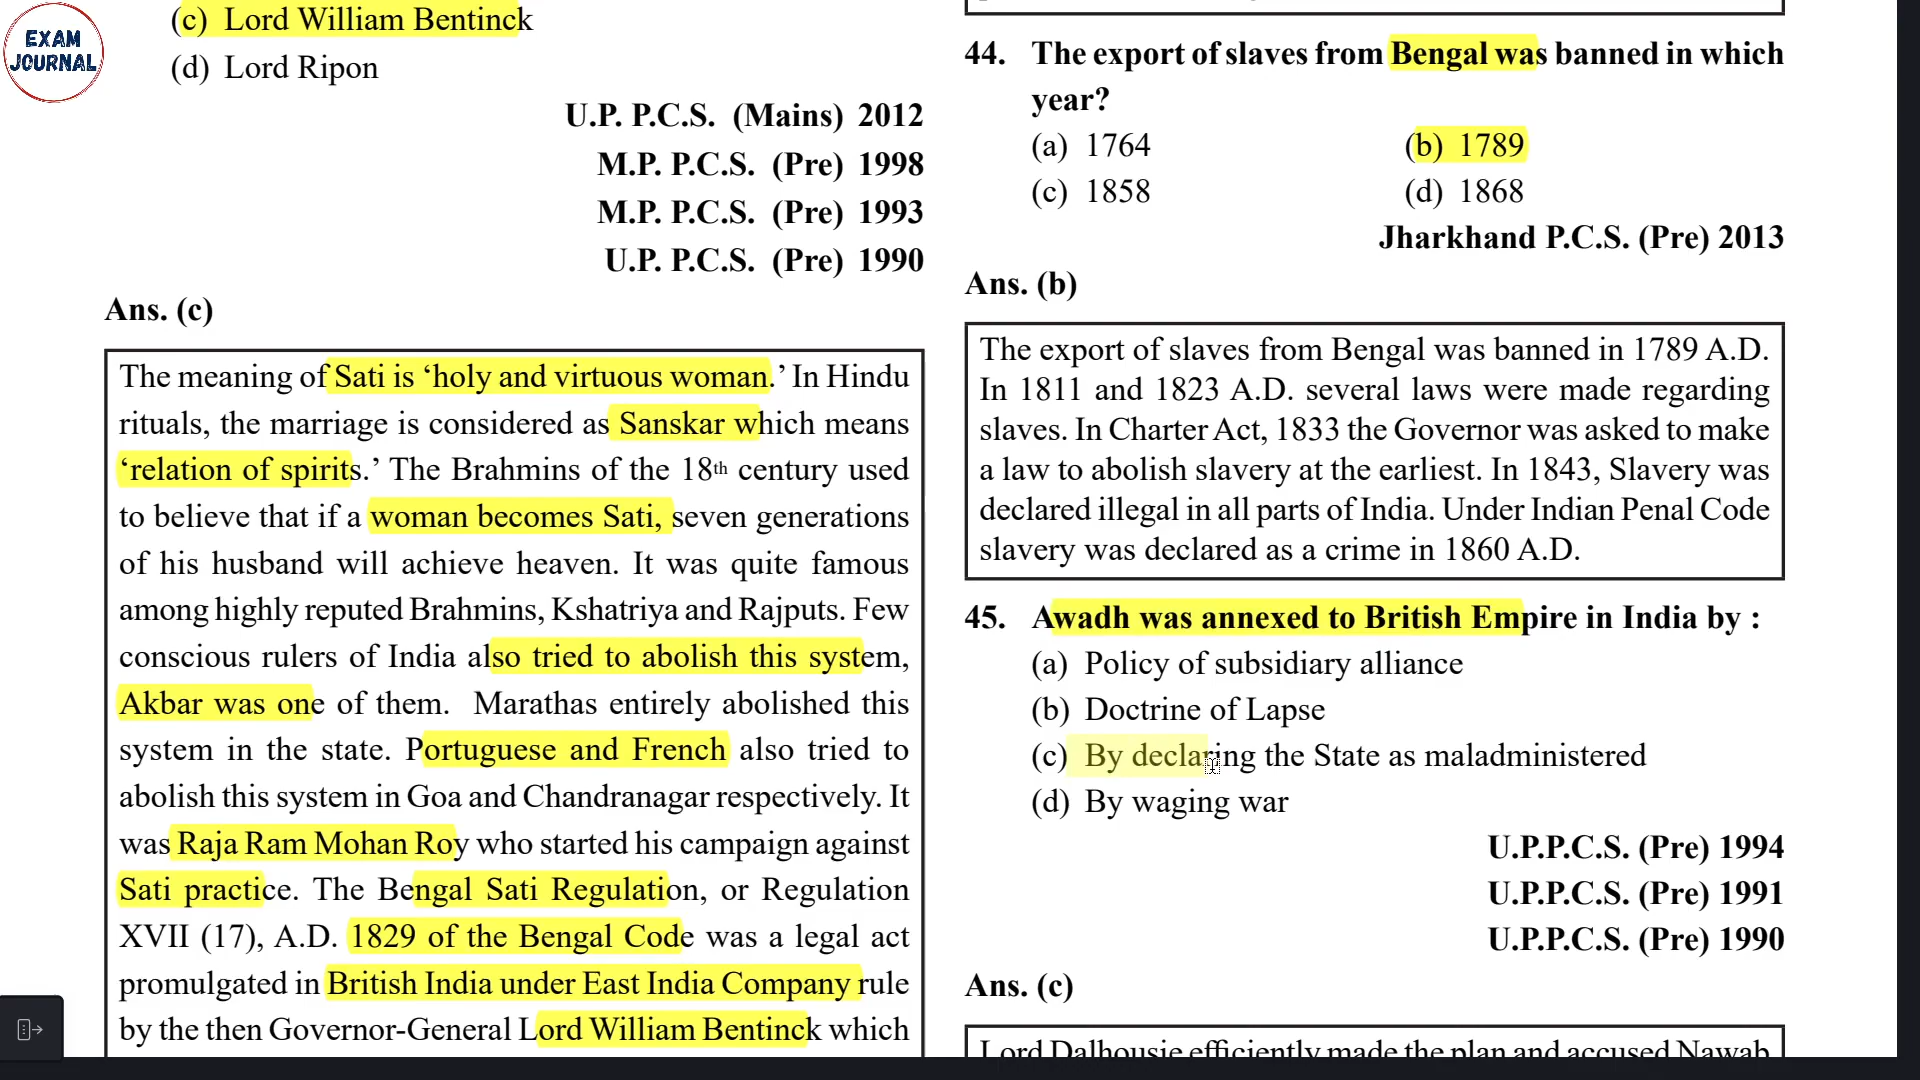 EXAM
JOURNAL
(c) Lord William Bentinck
(d) Lord Ripon
U.P. P.C.S. (Mains) 2012
M.P. P.C.S. (Pre) 1998
M.P. P.C.S. (Pre) 1993
U.P. P.C.S. (Pre) 1990
Ans. (c)
The meaning of Sati is ‘holy and virtuous woman.’ In Hindu
rituals, the marriage is considered as Sanskar which means
‘relation of spirits.’ The Brahmins of the 18th century used
to believe that if a woman becomes Sati, seven generations
of his husband will achieve heaven. It was quite famous
among highly reputed Brahmins, Kshatriya and Rajputs. Few
conscious rulers of India also tried to abolish this system,
Akbar was one of them. Marathas entirely abolished this
system in the state. Portuguese and French also tried to
abolish this system in Goa and Chandranagar respectively. It
was Raja Ram Mohan Roy who started his campaign against
Sati practice. The Bengal Sati Regulation, or Regulation
XVII (17), A.D. 1829 of the Bengal Code was a legal act
promulgated in British India under East India Company rule
by the then Governor-General Lord William Bentinck which
44. The export of slaves from Bengal was banned in which
year?
(a) 1764 (b) 1789
(c) 1858 (d) 1868
Jharkhand P.C.S. (Pre) 2013
Ans. (b)
The export of slaves from Bengal was banned in 1789 A.D.
In 1811 and 1823 A.D. several laws were made regarding
slaves. In Charter Act, 1833 the Governor was asked to make
a law to abolish slavery at the earliest. In 1843, Slavery was
declared illegal in all parts of India. Under Indian Penal Code
slavery was declared as a crime in 1860 A.D.
45. Awadh was annexed to British Empire in India by :
(a) Policy of subsidiary alliance
(b) Doctrine of Lapse
(c) By declaring the State as maladministered
(d) By waging war
U.P.P.C.S. (Pre) 1994
U.P.P.C.S. (Pre) 1991
U.P.P.C.S. (Pre) 1990
Ans. (c)
Lord Dalhousie efficiently made the plan and accused Nawab